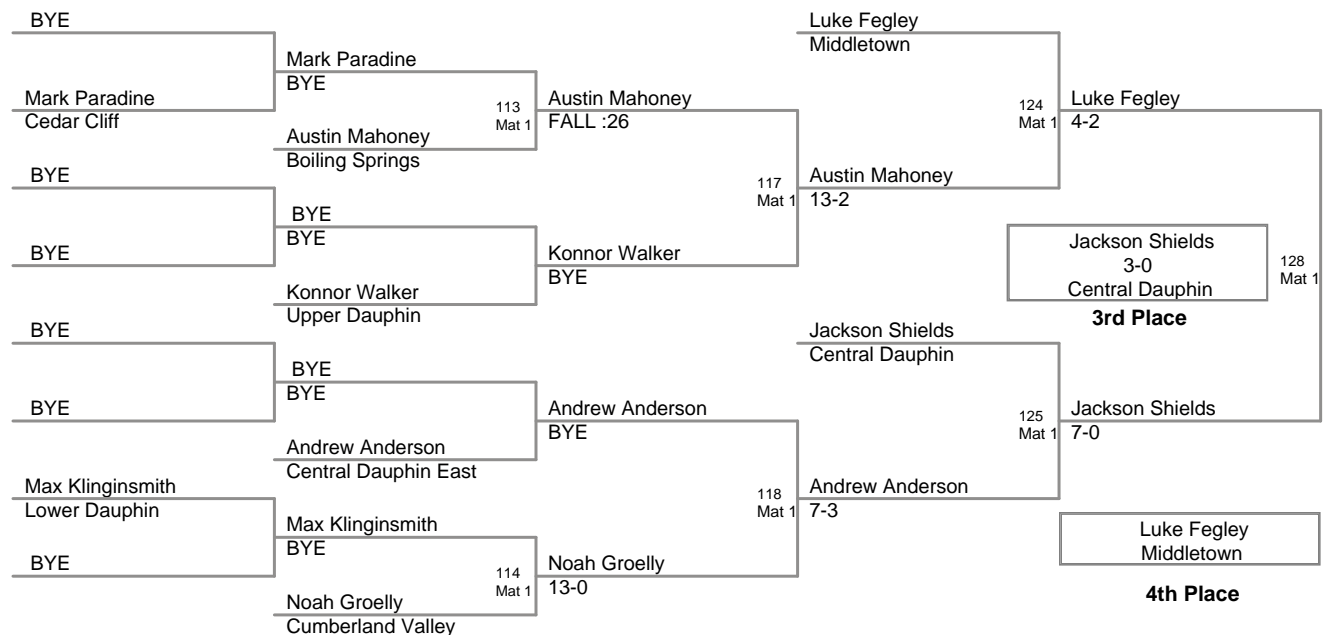 BYE
Mark Paradine
Cedar Cliff
BYE
BYE
BYE
BYE
Max Klinginsmith
Lower Dauphin
BYE
Mark Paradine
BYE
Austin Mahoney
Boiling Springs
BYE
BYE
Konnor Walker
Upper Dauphin
BYE
BYE
Andrew Anderson
Central Dauphin East
Max Klinginsmith
BYE
Noah Groelly
Cumberland Valley
113
Mat 1
Austin Mahoney
FALL :26
Konnor Walker
BYE
Andrew Anderson
BYE
114
Mat 1
Noah Groelly
13-0
Luke Fegley
Middletown
117
Mat 1
Austin Mahoney
13-2
Jackson Shields
Central Dauphin
118
Mat 1
Andrew Anderson
7-3
124
Mat 1
Luke Fegley
4-2
125
Mat 1
Jackson Shields
7-0
128
Mat 1
Jackson Shields
3-0
Central Dauphin
3rd Place
Luke Fegley
Middletown
4th Place